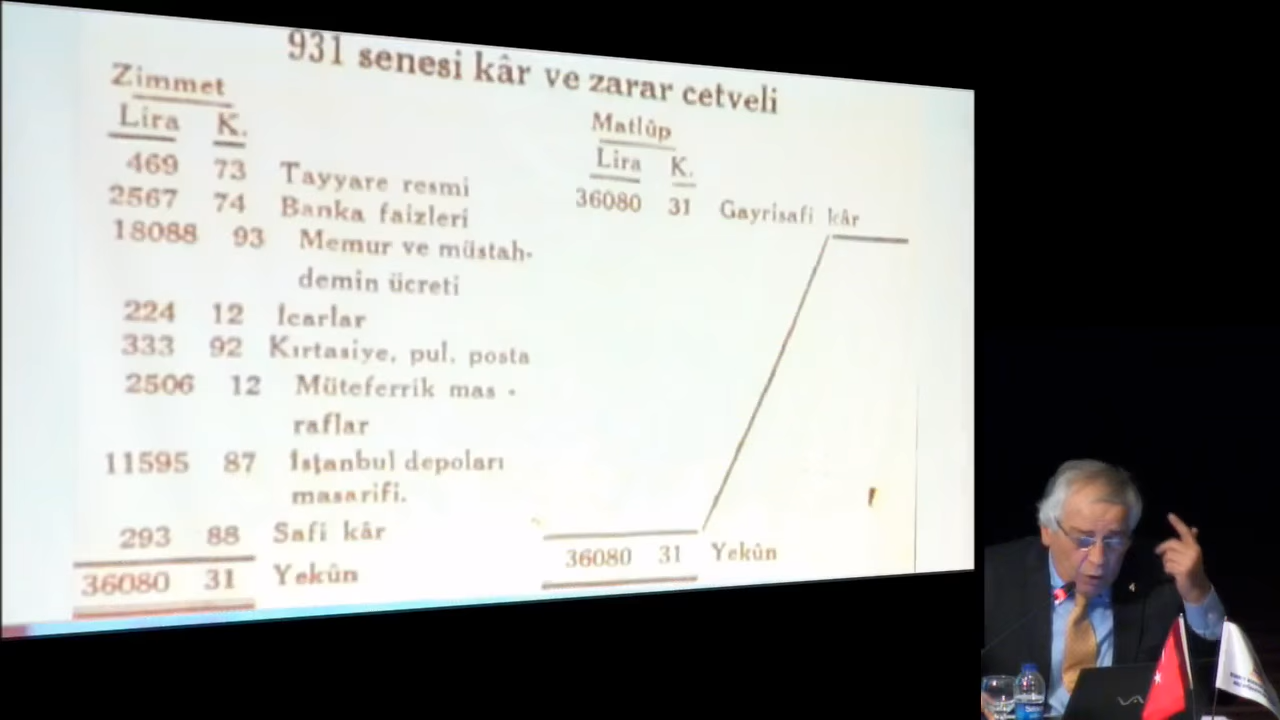 931 senesi kâr ve zarar cetveli
Zimmet
Lira K.
469 73 Tayyare resmi
2567 74 Banka faizleri
18088 93 Memur ve müstah-
demin ücreti
224 12 İcarlar
333 92 Kırtasiye, pul, posta
2506 12 Müteferrik mas -
raflar
11595 87 İstanbul depoları
masarifi.
293 88 Safi kâr
36080 31 Yekûn
Matlûp
Lira K.
36080 31 Gayrisafi kâr
36080 31 Yekûn